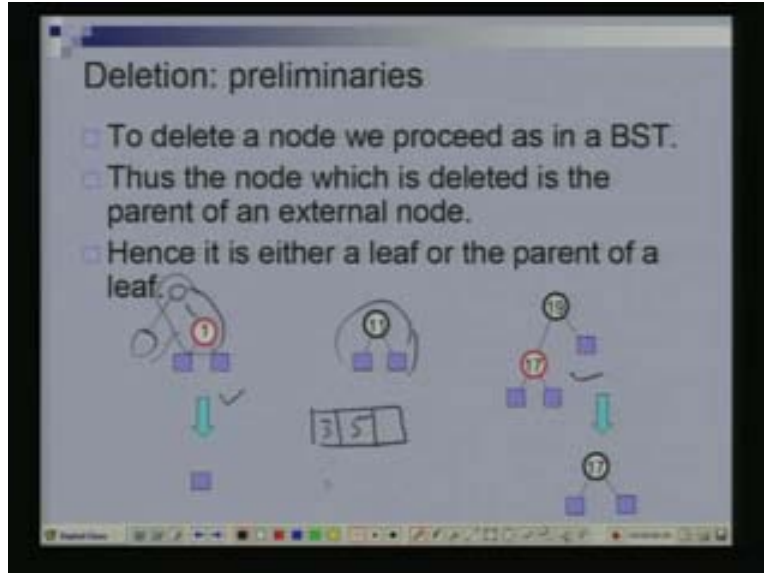 Deletion: preliminaries
To delete a node we proceed as in a BST.
Thus the node which is deleted is the
parent of an external node.
Hence it is either a leaf or the parent of a
leaf.
1
11
19
17
3 5
17